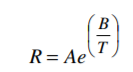 R = Ae^(B/T)